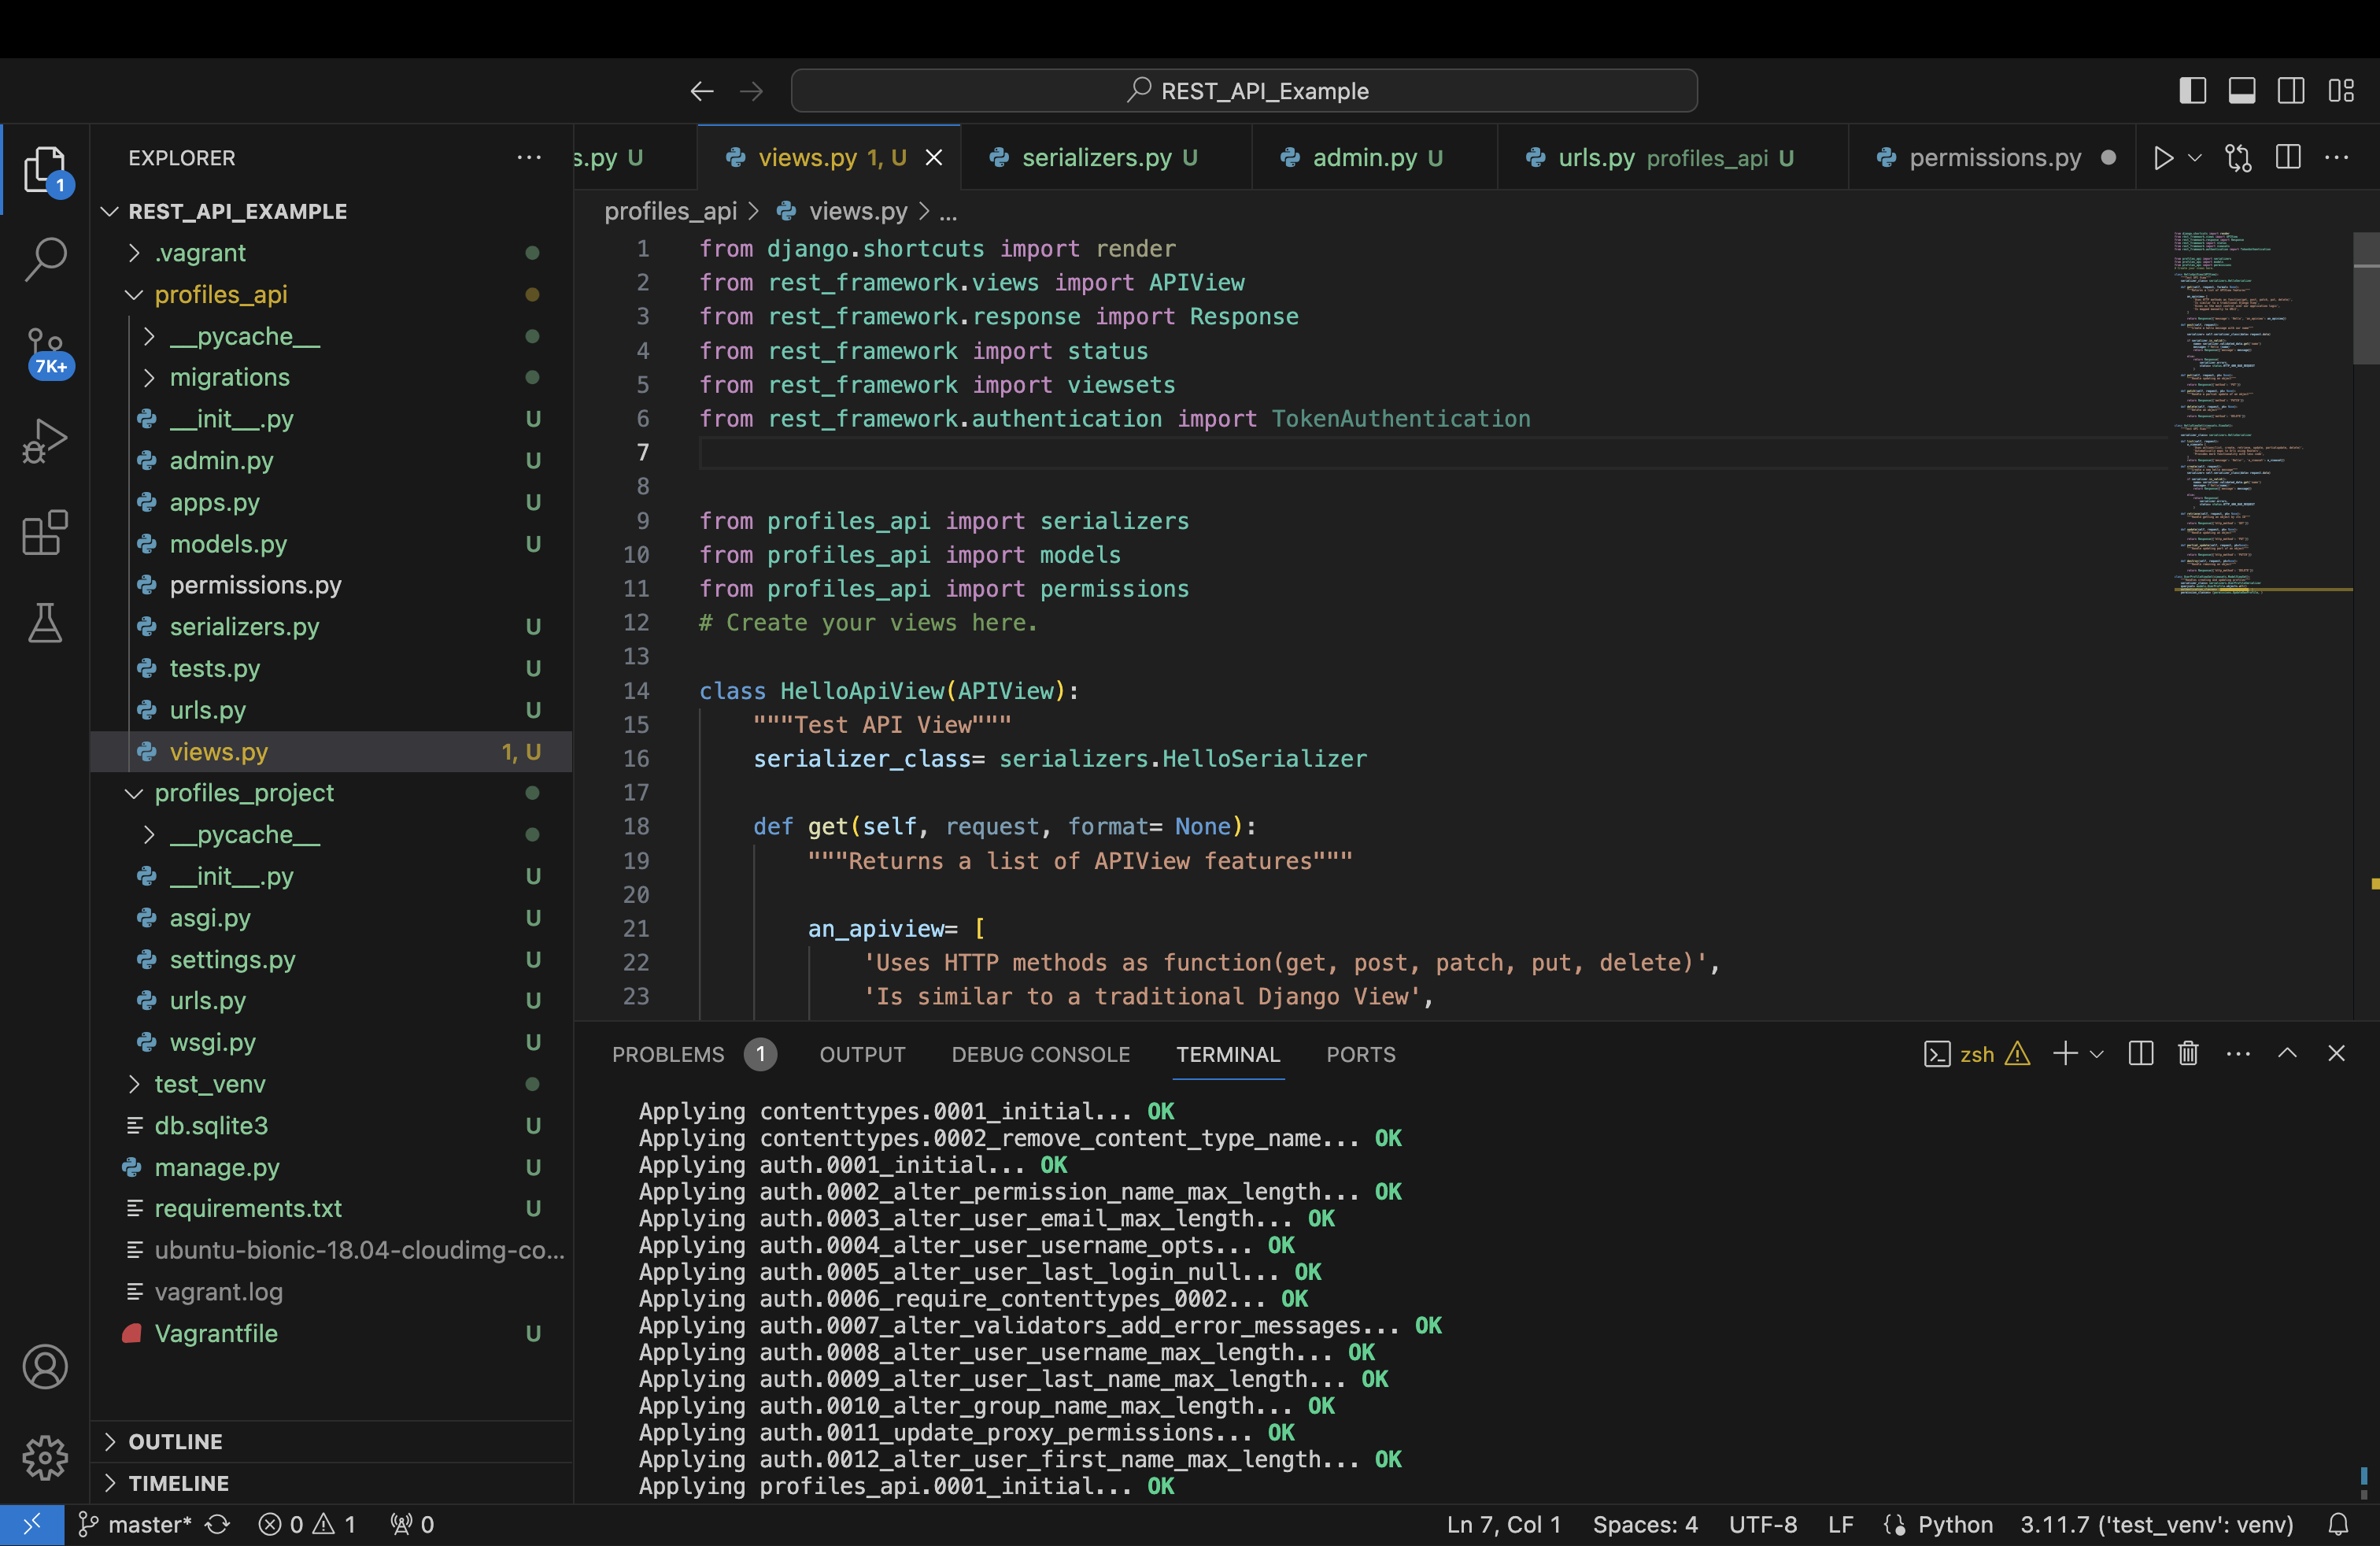 REST_API_Example
EXPLORER
s.py U
views.py 1, U
serializers.py U
admin.py U
urls.py profiles_api U
permissions.py
1
7K+
REST_API_EXAMPLE
.vagrant
profiles_api
__pycache__
migrations
__init__.py U
admin.py U
apps.py U
models.py U
permissions.py
serializers.py U
tests.py U
urls.py U
views.py 1, U
profiles_project
__pycache__
__init__.py U
asgi.py U
settings.py U
urls.py U
wsgi.py U
test_venv
db.sqlite3 U
manage.py U
requirements.txt U
ubuntu-bionic-18.04-cloudimg-co...
vagrant.log
Vagrantfile U
OUTLINE
TIMELINE
profiles_api > views.py > ...
1 from django.shortcuts import render
2 from rest_framework.views import APIView
3 from rest_framework.response import Response
4 from rest_framework import status
5 from rest_framework import viewsets
6 from rest_framework.authentication import TokenAuthentication
7
8
9 from profiles_api import serializers
10 from profiles_api import models
11 from profiles_api import permissions
12 # Create your views here.
13
14 class HelloApiView(APIView):
15 """Test API View"""
16 serializer_class= serializers.HelloSerializer
17
18 def get(self, request, format= None):
19 """Returns a list of APIView features"""
20
21 an_apiview= [
22 'Uses HTTP methods as function(get, post, patch, put, delete)',
23 'Is similar to a traditional Django View',
PROBLEMS 1 OUTPUT DEBUG CONSOLE TERMINAL PORTS
zsh
Applying contenttypes.0001_initial... OK
Applying contenttypes.0002_remove_content_type_name... OK
Applying auth.0001_initial... OK
Applying auth.0002_alter_permission_name_max_length... OK
Applying auth.0003_alter_user_email_max_length... OK
Applying auth.0004_alter_user_username_opts... OK
Applying auth.0005_alter_user_last_login_null... OK
Applying auth.0006_require_contenttypes_0002... OK
Applying auth.0007_alter_validators_add_error_messages... OK
Applying auth.0008_alter_user_username_max_length... OK
Applying auth.0009_alter_user_last_name_max_length... OK
Applying auth.0010_alter_group_name_max_length... OK
Applying auth.0011_update_proxy_permissions... OK
Applying auth.0012_alter_user_first_name_max_length... OK
Applying profiles_api.0001_initial... OK
master* 0 1 0
Ln 7, Col 1 Spaces: 4 UTF-8 LF Python 3.11.7 ('test_venv': venv)